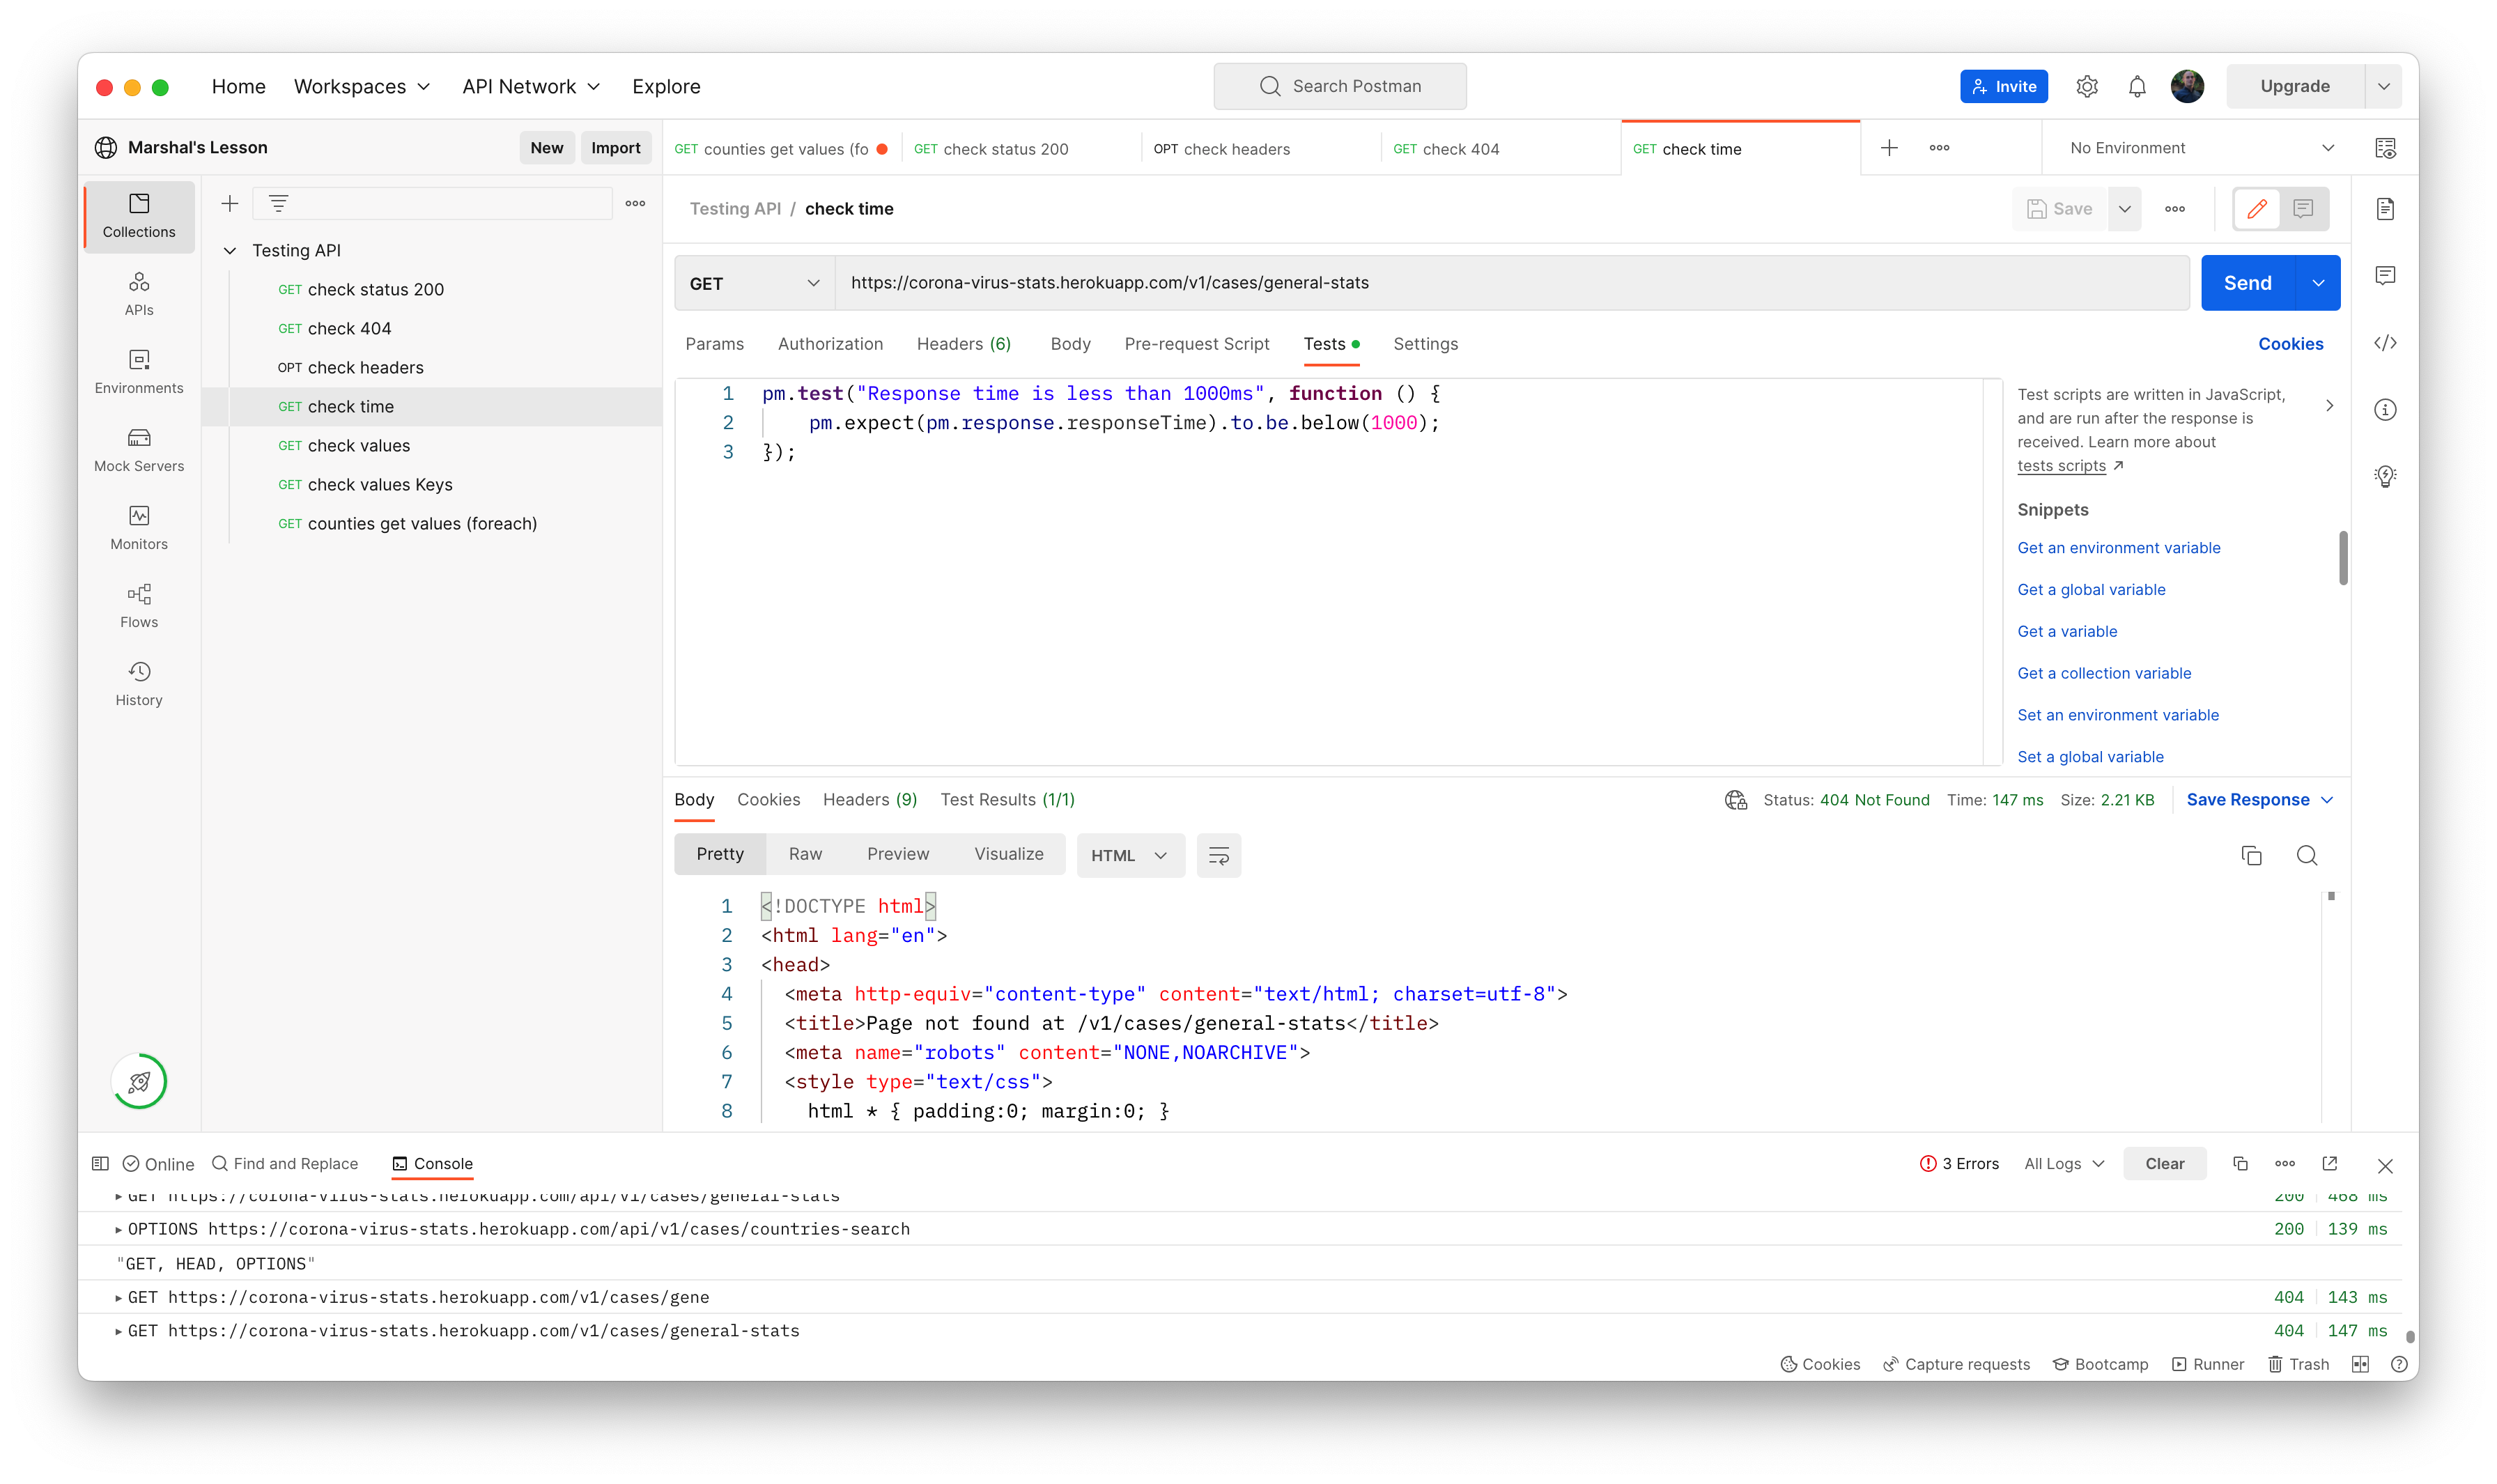 Home Workspaces API Network Explore Search Postman Invite Upgrade
Marshal's Lesson New Import GET counties get values (fo GET check status 200 OPT check headers GET check 404 GET check time No Environment
Collections
APIs
Environments
Mock Servers
Monitors
Flows
History
Testing API
GET check status 200
GET check 404
OPT check headers
GET check time
GET check values
GET check values Keys
GET counties get values (foreach)
Testing API / check time Save
GET https://corona-virus-stats.herokuapp.com/v1/cases/general-stats Send
Params Authorization Headers (6) Body Pre-request Script Tests Settings Cookies
1 pm.test("Response time is less than 1000ms", function () {
2 pm.expect(pm.response.responseTime).to.be.below(1000);
3 });
Test scripts are written in JavaScript,
and are run after the response is
received. Learn more about
tests scripts
Snippets
Get an environment variable
Get a global variable
Get a variable
Get a collection variable
Set an environment variable
Set a global variable
Body Cookies Headers (9) Test Results (1/1) Status: 404 Not Found Time: 147 ms Size: 2.21 KB Save Response
Pretty Raw Preview Visualize HTML
1 <!DOCTYPE html>
2 <html lang="en">
3 <head>
4 <meta http-equiv="content-type" content="text/html; charset=utf-8">
5 <title>Page not found at /v1/cases/general-stats</title>
6 <meta name="robots" content="NONE,NOARCHIVE">
7 <style type="text/css">
8 html * { padding:0; margin:0; }
Online Find and Replace Console 3 Errors All Logs Clear
GET https://corona-virus-stats.herokuapp.com/api/v1/cases/general-stats 200 468 ms
OPTIONS https://corona-virus-stats.herokuapp.com/api/v1/cases/countries-search 200 139 ms
"GET, HEAD, OPTIONS"
GET https://corona-virus-stats.herokuapp.com/v1/cases/gene 404 143 ms
GET https://corona-virus-stats.herokuapp.com/v1/cases/general-stats 404 147 ms
Cookies Capture requests Bootcamp Runner Trash